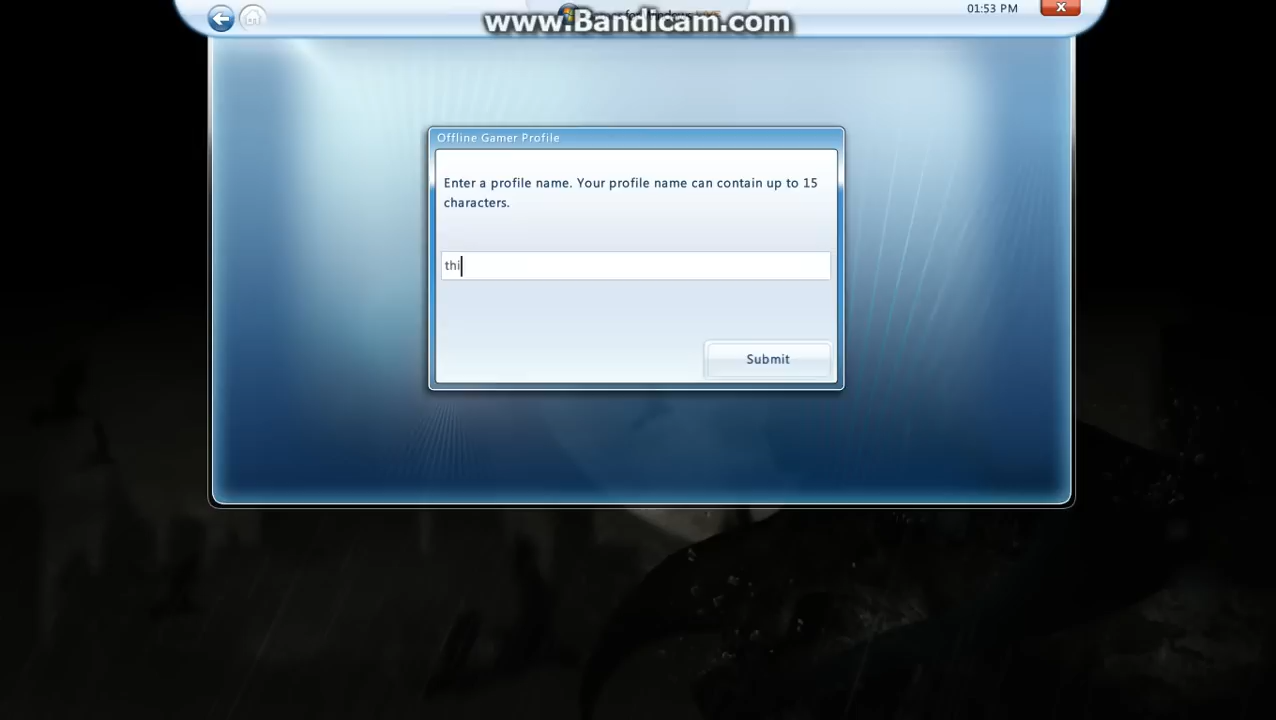 www.Bandicam.com
01:53 PM
Offline Gamer Profile
Enter a profile name. Your profile name can contain up to 15
characters.
thi
Submit